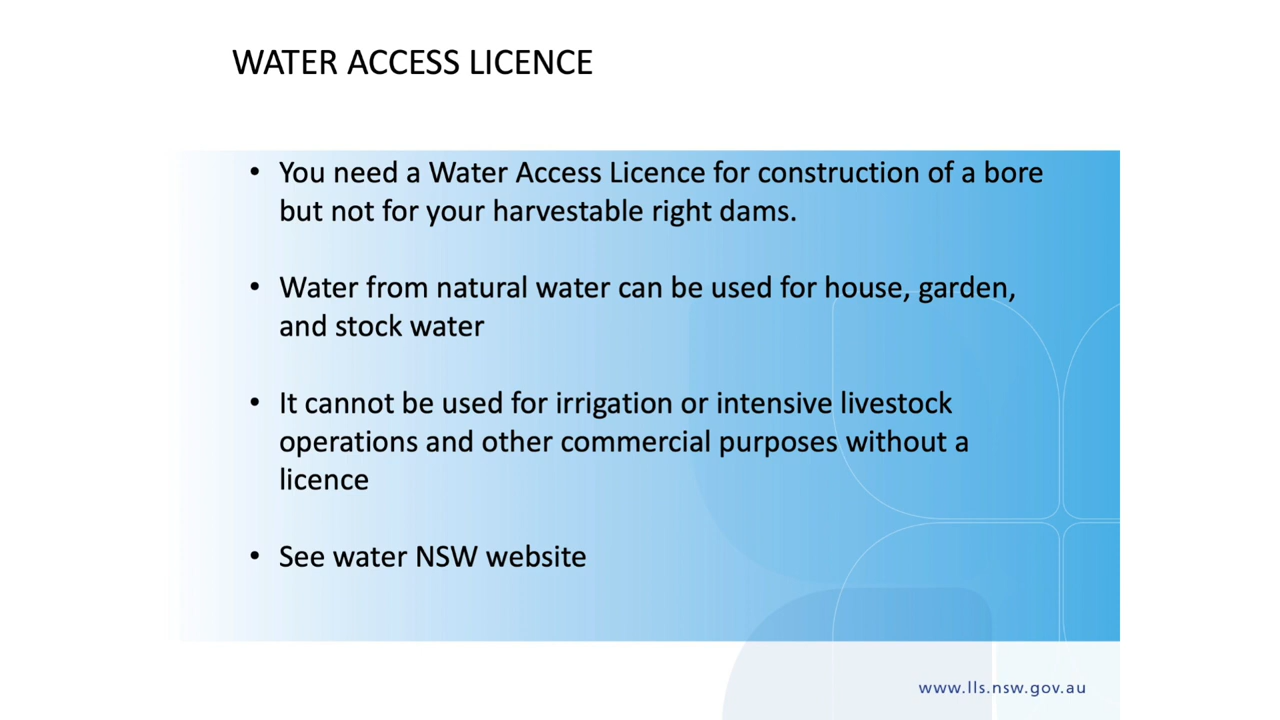 WATER ACCESS LICENCE
• You need a Water Access Licence for construction of a bore
but not for your harvestable right dams.
• Water from natural water can be used for house, garden,
and stock water
• It cannot be used for irrigation or intensive livestock
operations and other commercial purposes without a
licence
• See water NSW website
www.lls.nsw.gov.au